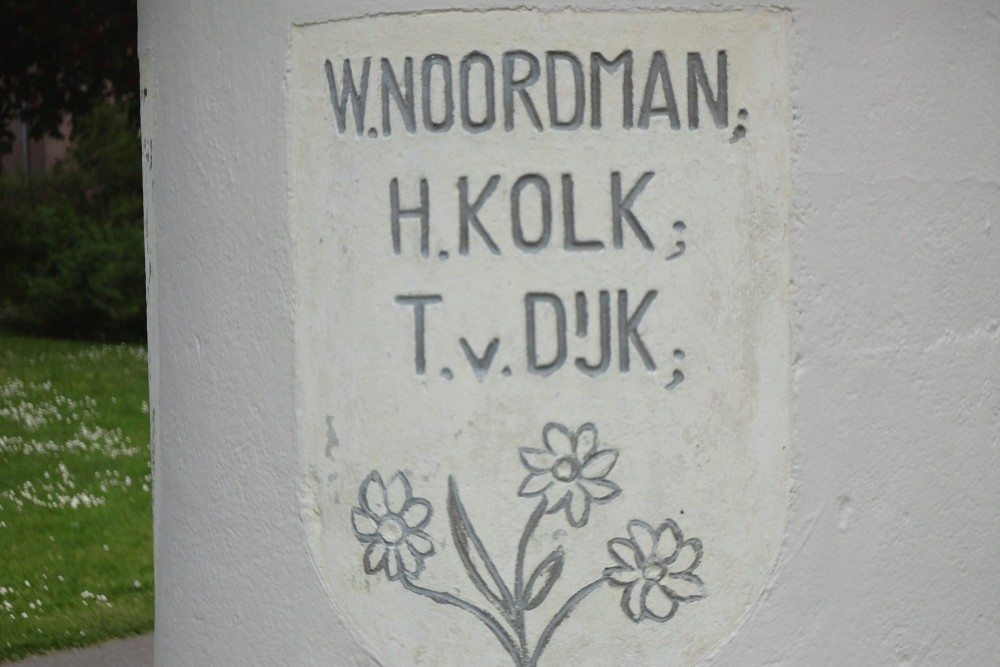 W. NOORDMAN;
H. KOLK;
T. v. DIJK;